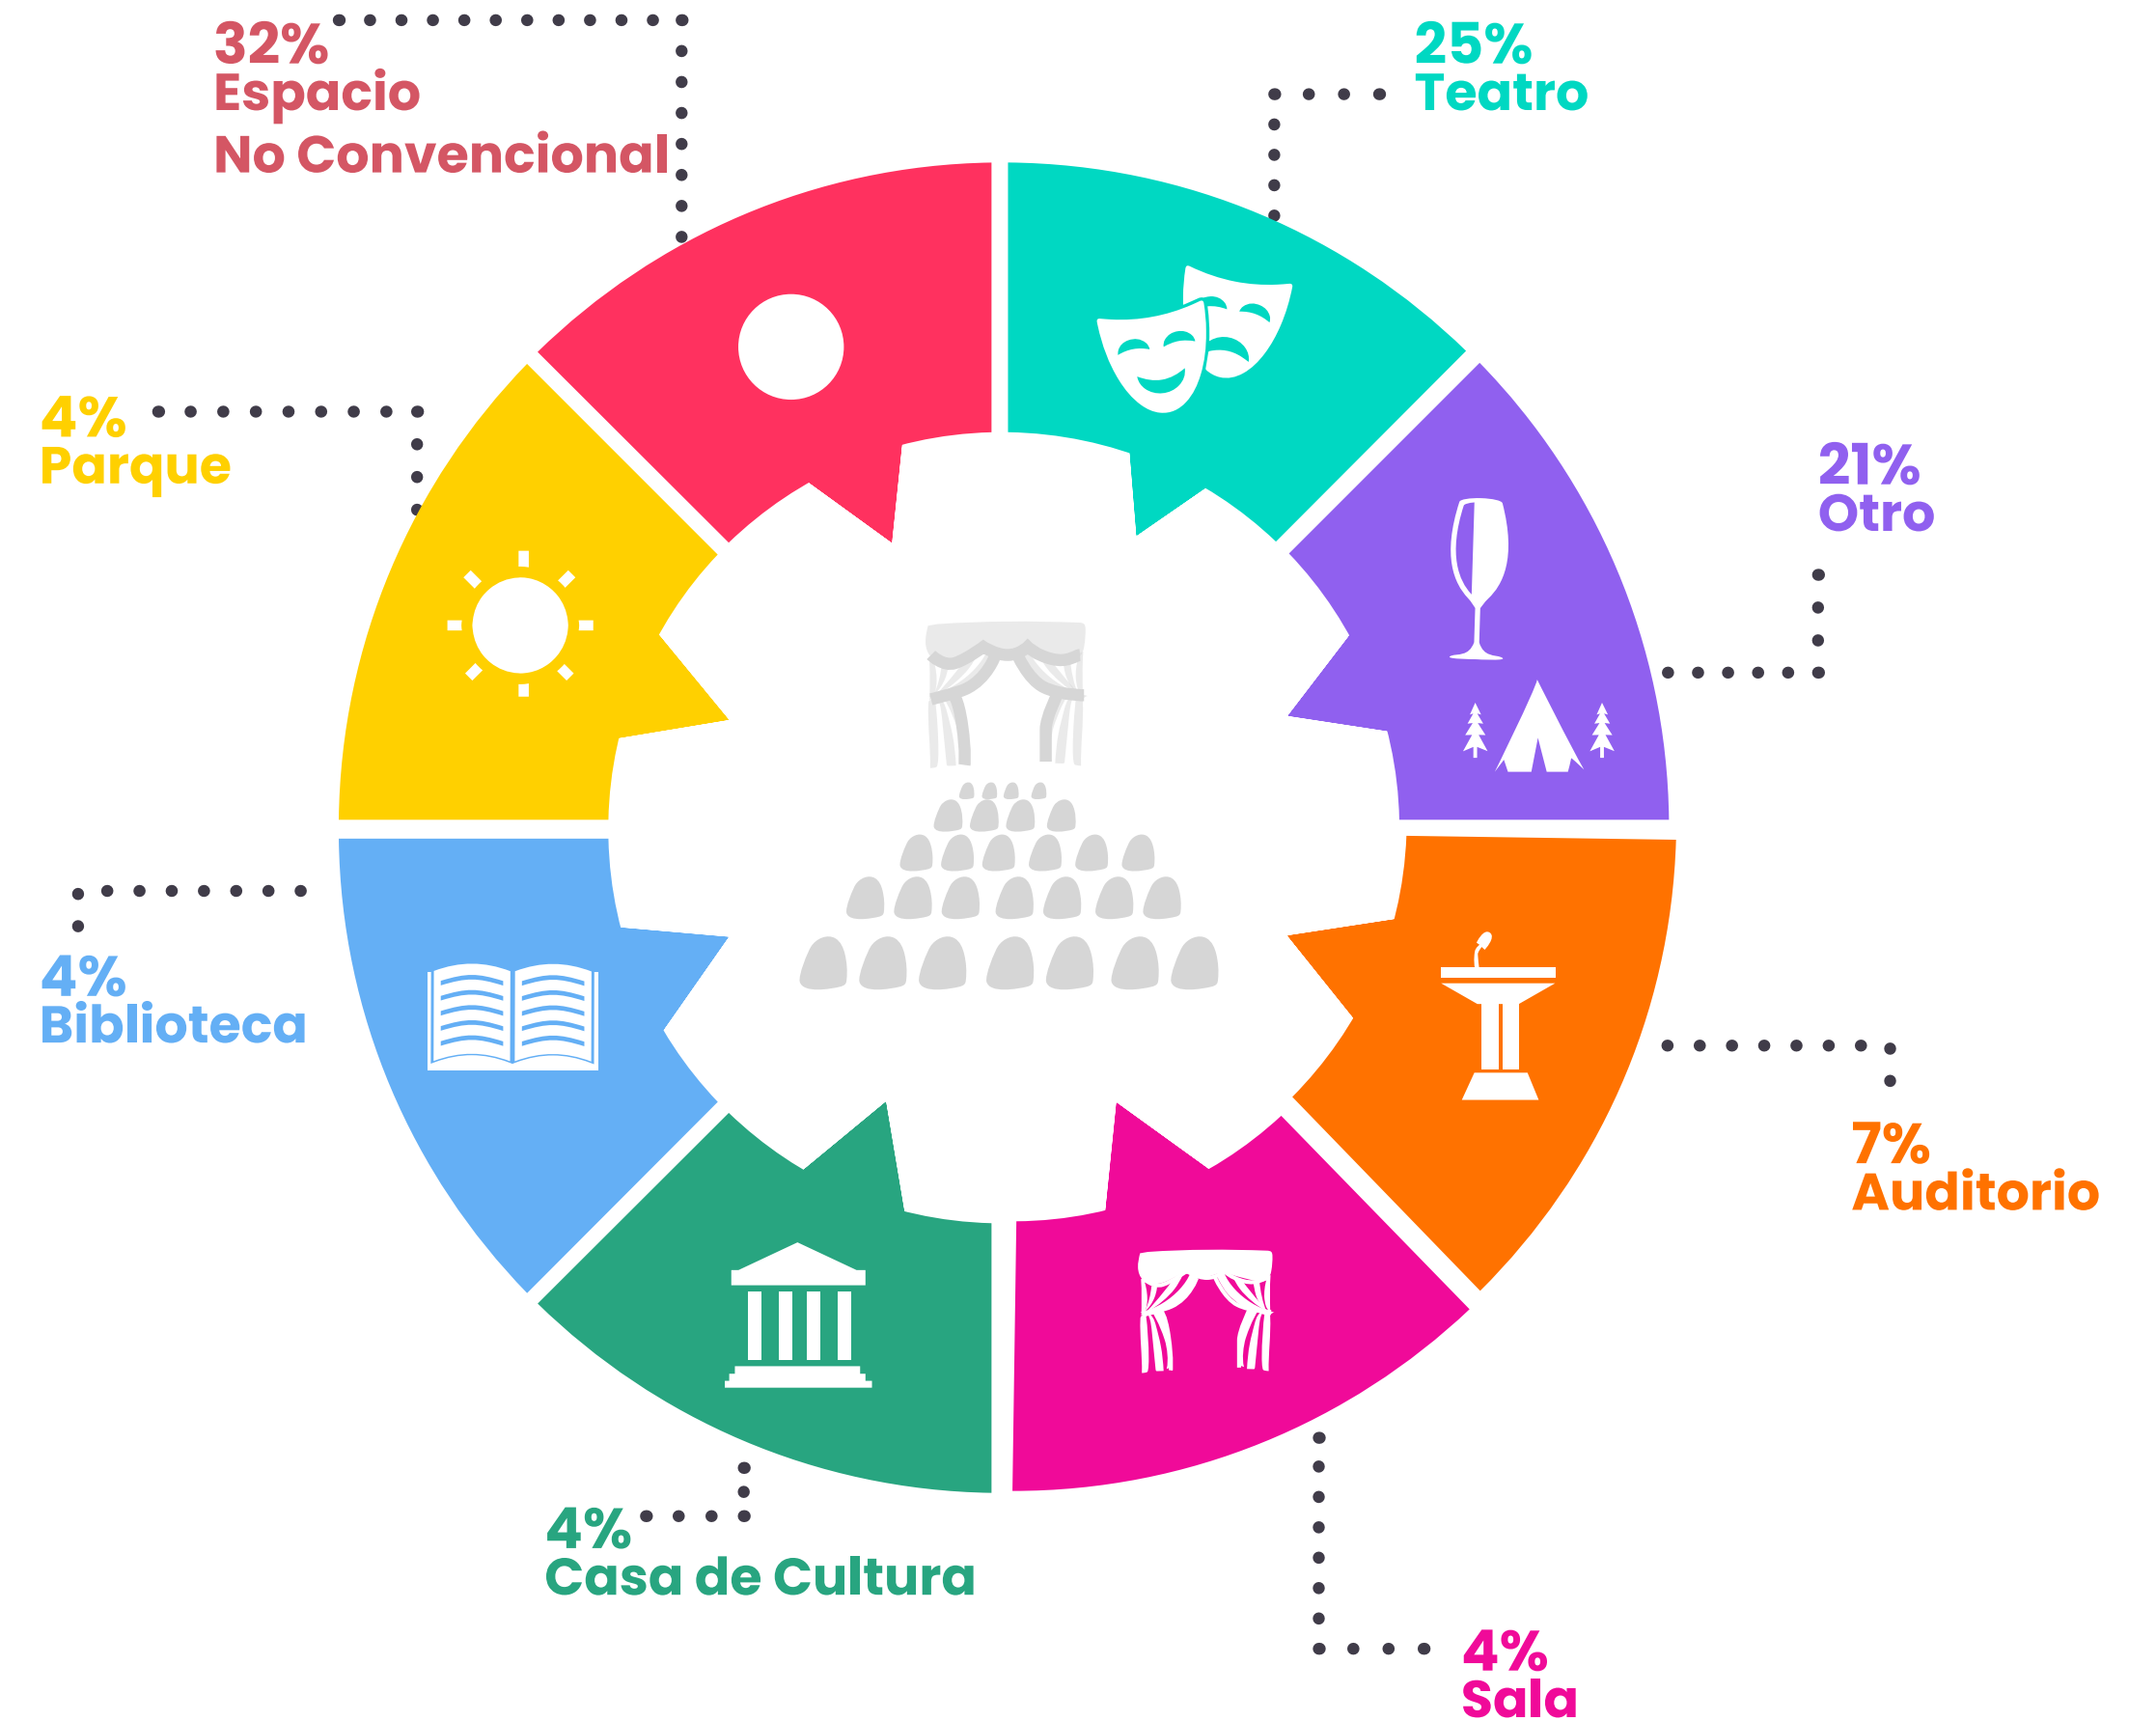 32%
Espacio
No Convencional
25%
Teatro
4%
Parque
21%
Otro
4%
Biblioteca
7%
Auditorio
4%
Casa de Cultura
4%
Sala